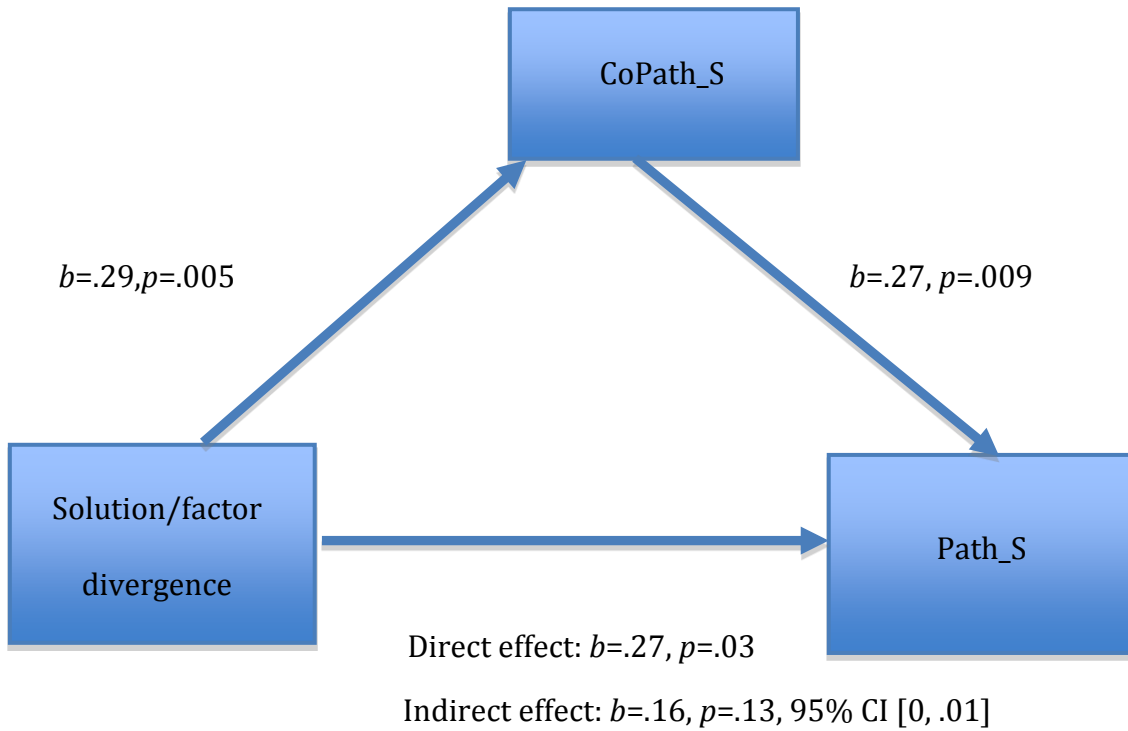 CoPath_S
b=.29,p=.005
b=.27, p=.009
Solution/factor
divergence
Path_S
Direct effect: b=.27, p=.03
Indirect effect: b=.16, p=.13, 95% CI [0, .01]